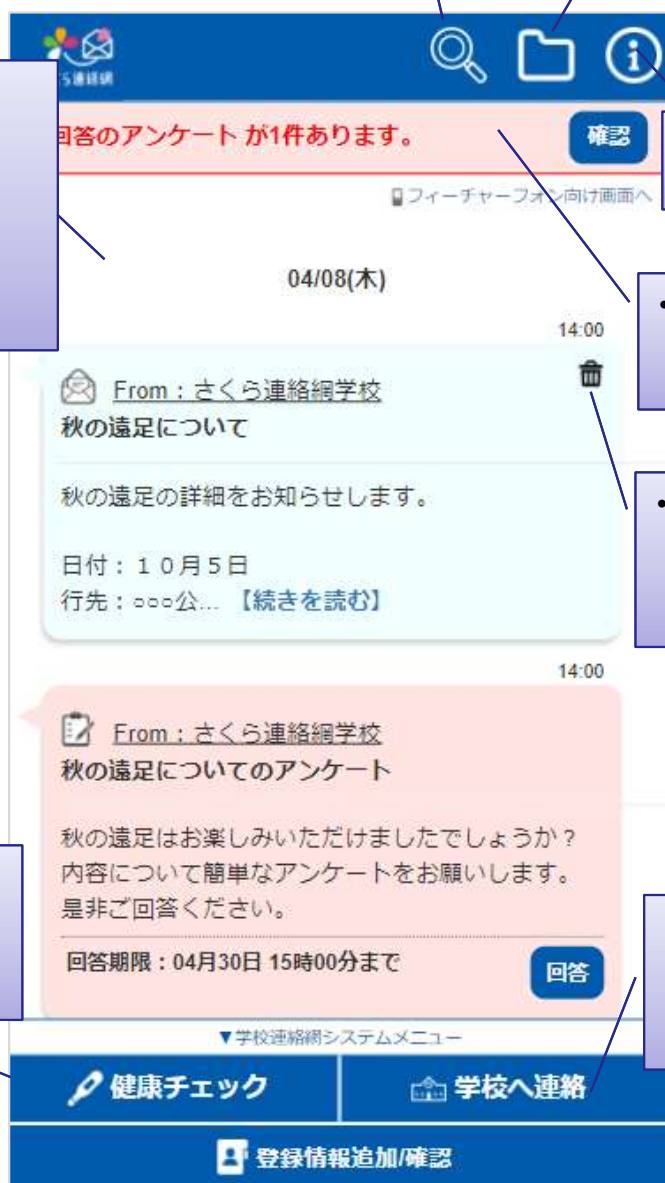 ら連絡網
回答のアンケート が1件あります。
確認
フィーチャーフォン向け画面へ
04/08(木)
14:00
From：さくら連絡網学校
秋の遠足について
秋の遠足の詳細をお知らせします。
日付：１０月５日
行先：○○○公... 【続きを読む】
14:00
From：さくら連絡網学校
秋の遠足についてのアンケート
秋の遠足はお楽しみいただけましたでしょうか？
内容について簡単なアンケートをお願いします。
是非ご回答ください。
回答期限：04月30日 15時00分まで
回答
▼学校連絡網システムメニュー
健康チェック
学校へ連絡
登録情報追加/確認